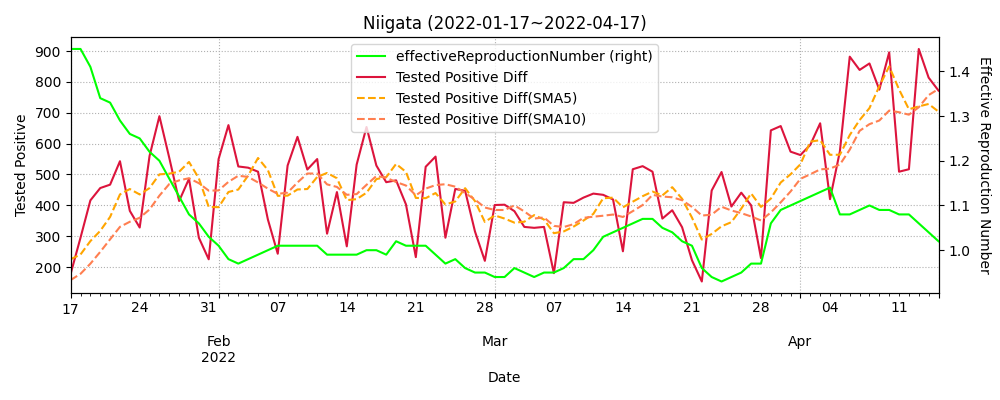 Niigata (2022-01-17~2022-04-17)
effectiveReproductionNumber (right)
Tested Positive Diff
Tested Positive Diff(SMA5)
Tested Positive Diff(SMA10)
Tested Positive
900
800
700
600
500
400
300
200
1.4
1.3
1.2
1.1
1.0
Effective Reproduction Number
17 24 31 07 14 21 28 07 14 21 28 04 11
Feb Mar Apr
2022
Date